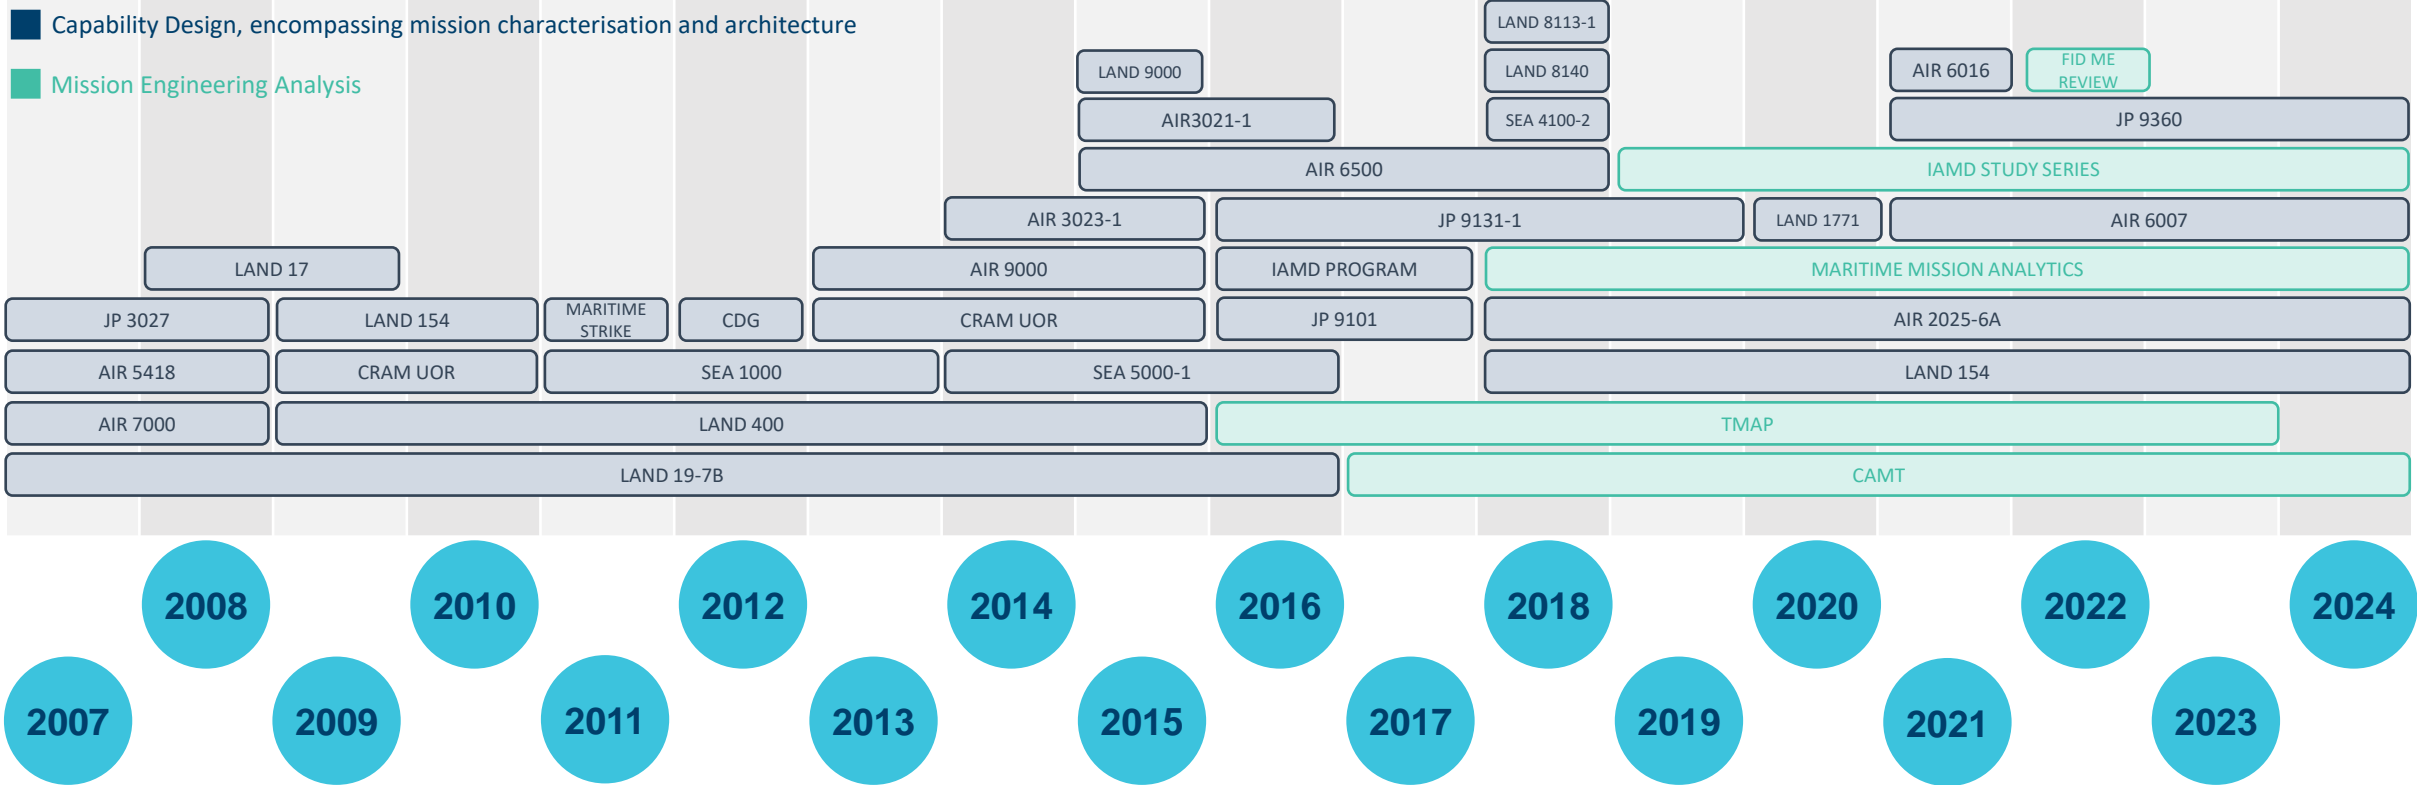 Capability Design, encompassing mission characterisation and architecture
Mission Engineering Analysis
LAND 8113-1
LAND 9000
LAND 8140
AIR 6016
FID ME
REVIEW
AIR3021-1
SEA 4100-2
JP 9360
AIR 6500
IAMD STUDY SERIES
AIR 3023-1
JP 9131-1
LAND 1771
AIR 6007
LAND 17
AIR 9000
IAMD PROGRAM
MARITIME MISSION ANALYTICS
JP 3027
LAND 154
MARITIME
STRIKE
CDG
CRAM UOR
JP 9101
AIR 2025-6A
AIR 5418
CRAM UOR
SEA 1000
SEA 5000-1
LAND 154
AIR 7000
LAND 400
TMAP
LAND 19-7B
CAMT
2008
2010
2012
2014
2016
2018
2020
2022
2024
2007
2009
2011
2013
2015
2017
2019
2021
2023